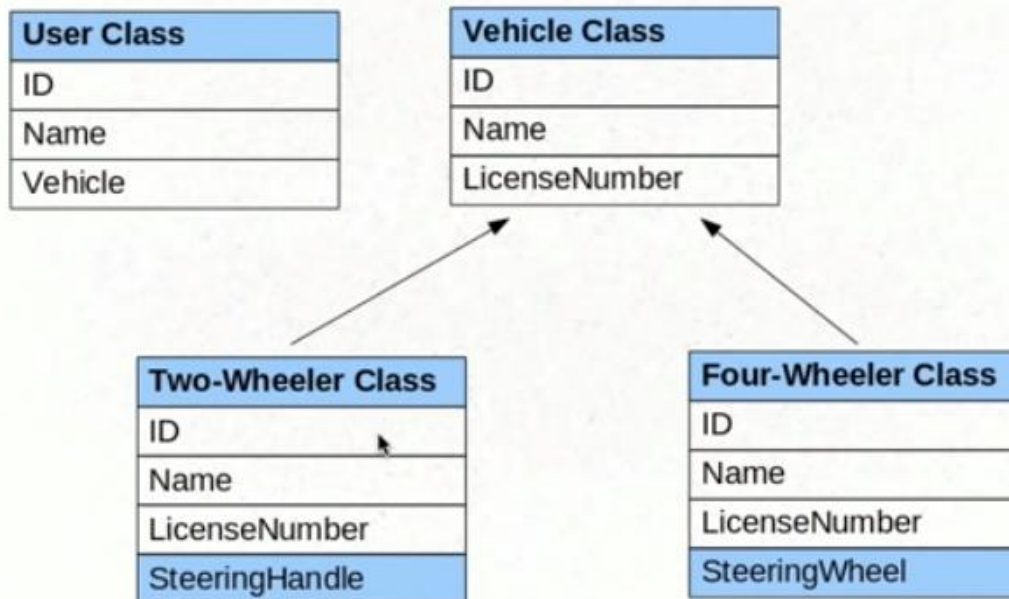 User Class
ID
Name
Vehicle
Vehicle Class
ID
Name
LicenseNumber
Two-Wheeler Class
ID
Name
LicenseNumber
SteeringHandle
Four-Wheeler Class
ID
Name
LicenseNumber
SteeringWheel